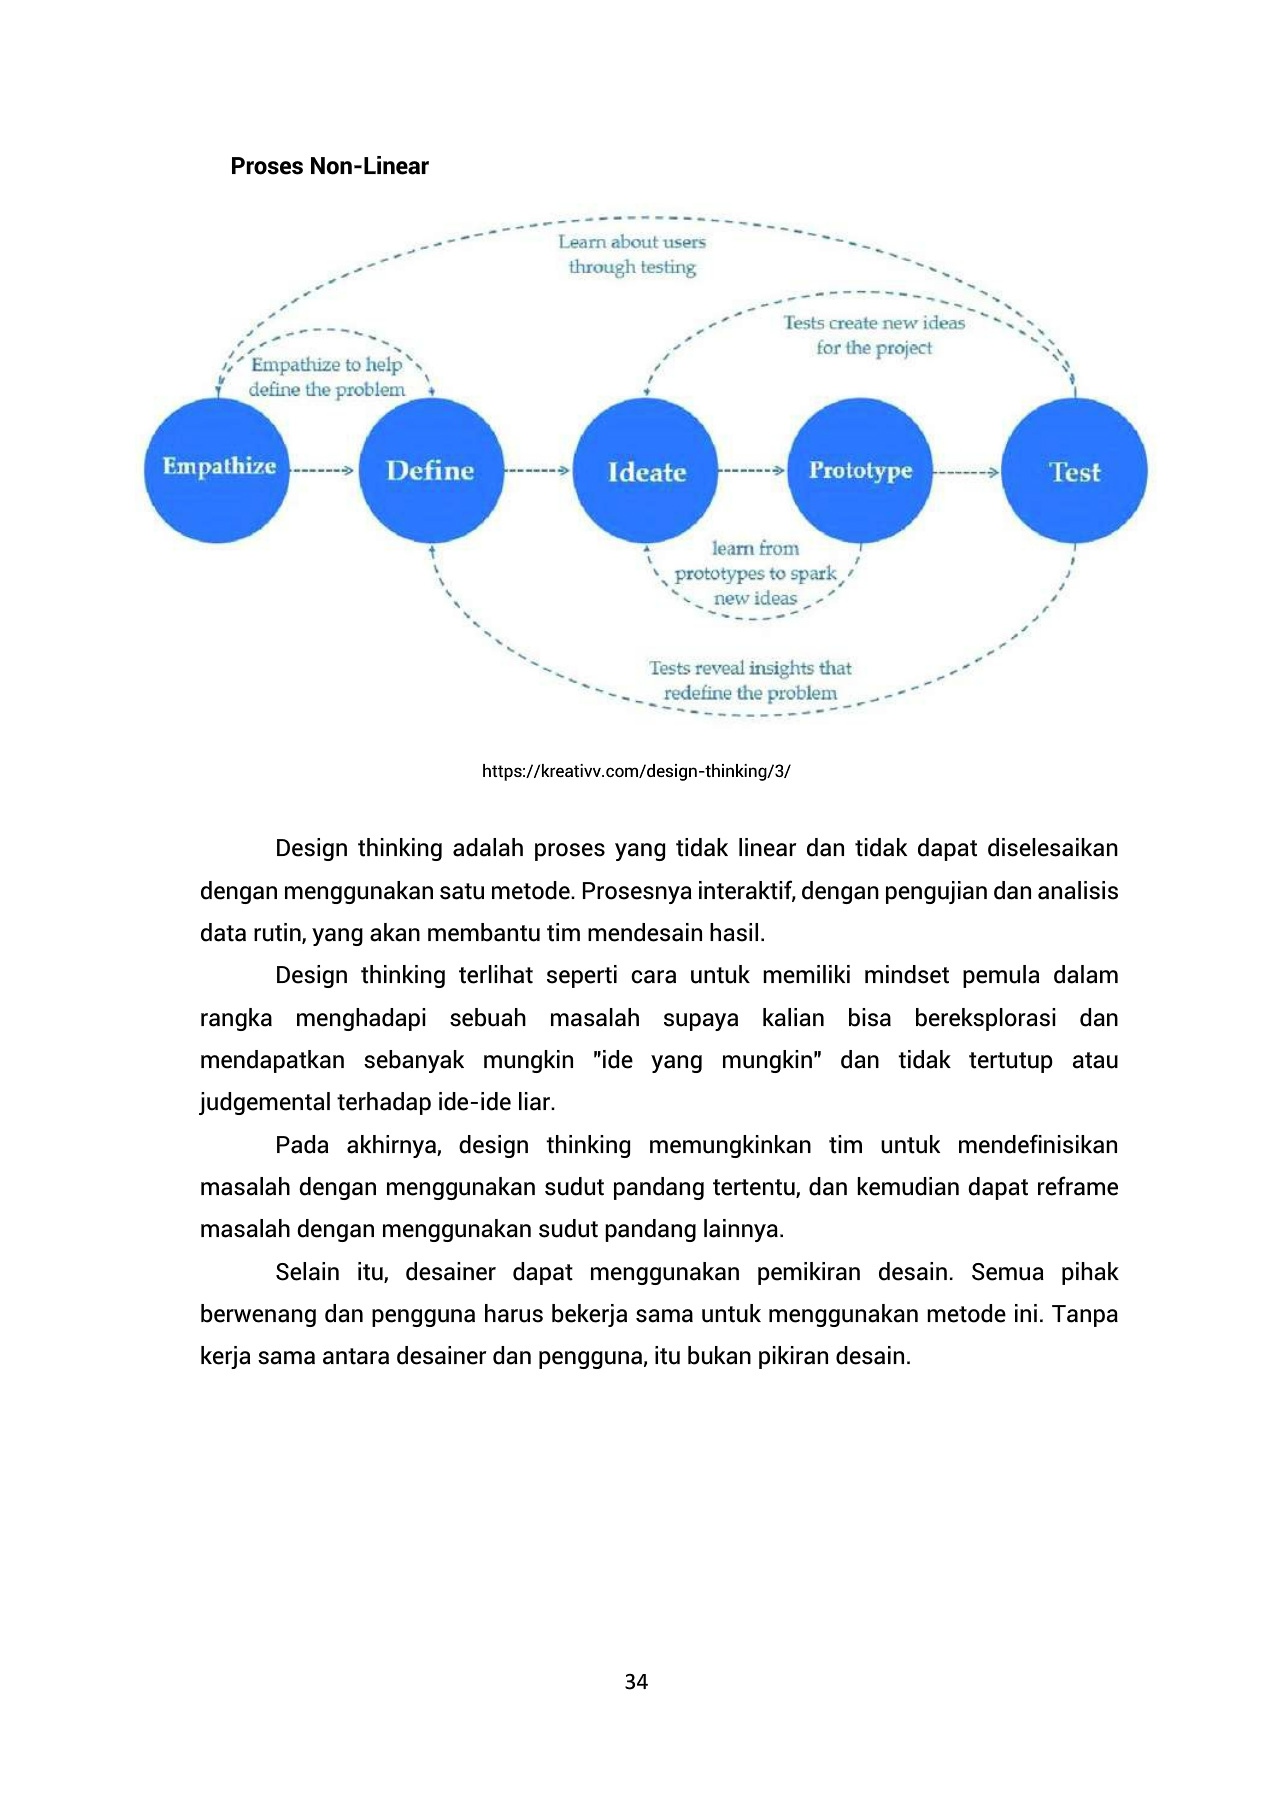 Proses Non-Linear
Learn about users
through testing
Tests create new ideas
for the project
Empathize to help
define the problem
Empathize
Define
Ideate
Prototype
Test
learn from
prototypes to spark
new ideas
Tests reveal insights that
redefine the problem
https://kreativv.com/design-thinking/3/
Design thinking adalah proses yang tidak linear dan tidak dapat diselesaikan
dengan menggunakan satu metode. Prosesnya interaktif, dengan pengujian dan analisis
data rutin, yang akan membantu tim mendesain hasil.
Design thinking terlihat seperti cara untuk memiliki mindset pemula dalam
rangka menghadapi sebuah masalah supaya kalian bisa bereksplorasi dan
mendapatkan sebanyak mungkin "ide yang mungkin" dan tidak tertutup atau
judgemental terhadap ide-ide liar.
Pada akhirnya, design thinking memungkinkan tim untuk mendefinisikan
masalah dengan menggunakan sudut pandang tertentu, dan kemudian dapat reframe
masalah dengan menggunakan sudut pandang lainnya.
Selain itu, desainer dapat menggunakan pemikiran desain. Semua pihak
berwenang dan pengguna harus bekerja sama untuk menggunakan metode ini. Tanpa
kerja sama antara desainer dan pengguna, itu bukan pikiran desain.
34